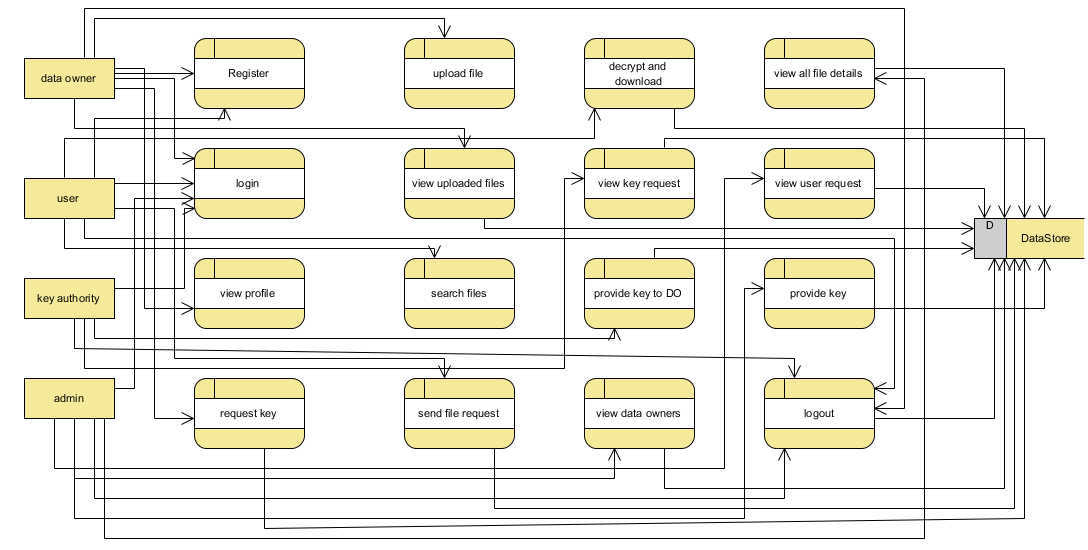 data owner
Register
upload file
decrypt and
download
view all file details
user
login
view uploaded files
view key request
view user request
D
DataStore
key authority
view profile
search files
provide key to DO
provide key
admin
request key
send file request
view data owners
logout